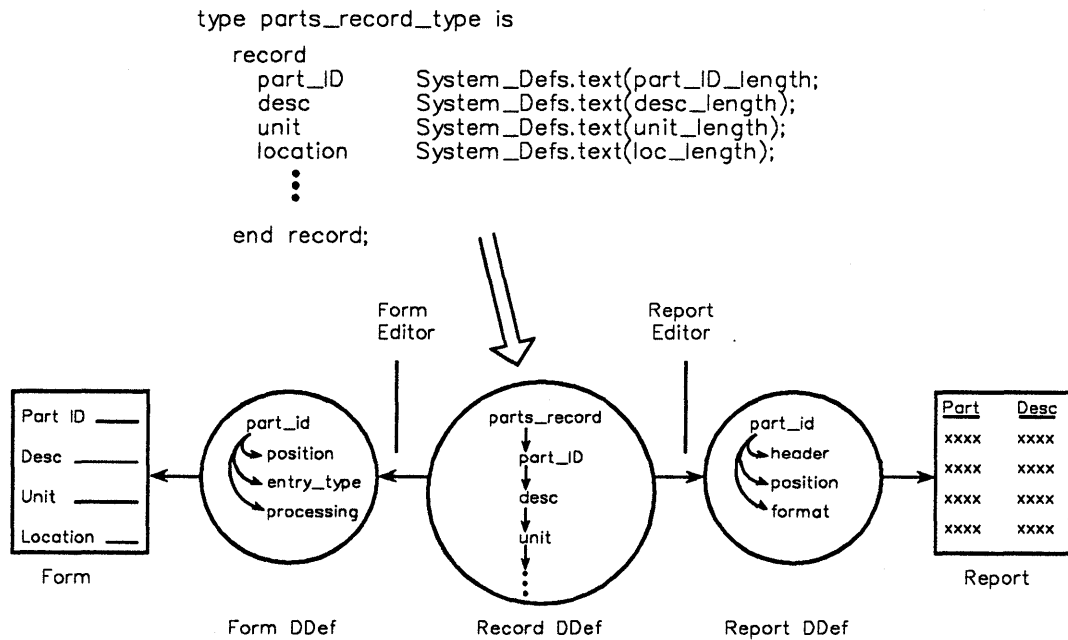 type parts_record_type is
record
part_ID System_Defs.text(part_ID_length;
desc System_Defs.text(desc_length);
unit System_Defs.text(unit_length);
location System_Defs.text(loc_length);
end record;
Form
Editor
Report
Editor
Part ID
Desc
Unit
Location
Form
part_id
position
entry_type
processing
Form DDef
parts_record
part_ID
desc
unit
Record DDef
part_id
header
position
format
Report DDef
Part Desc
xxxx xxxx
xxxx xxxx
xxxx xxxx
xxxx xxxx
Report